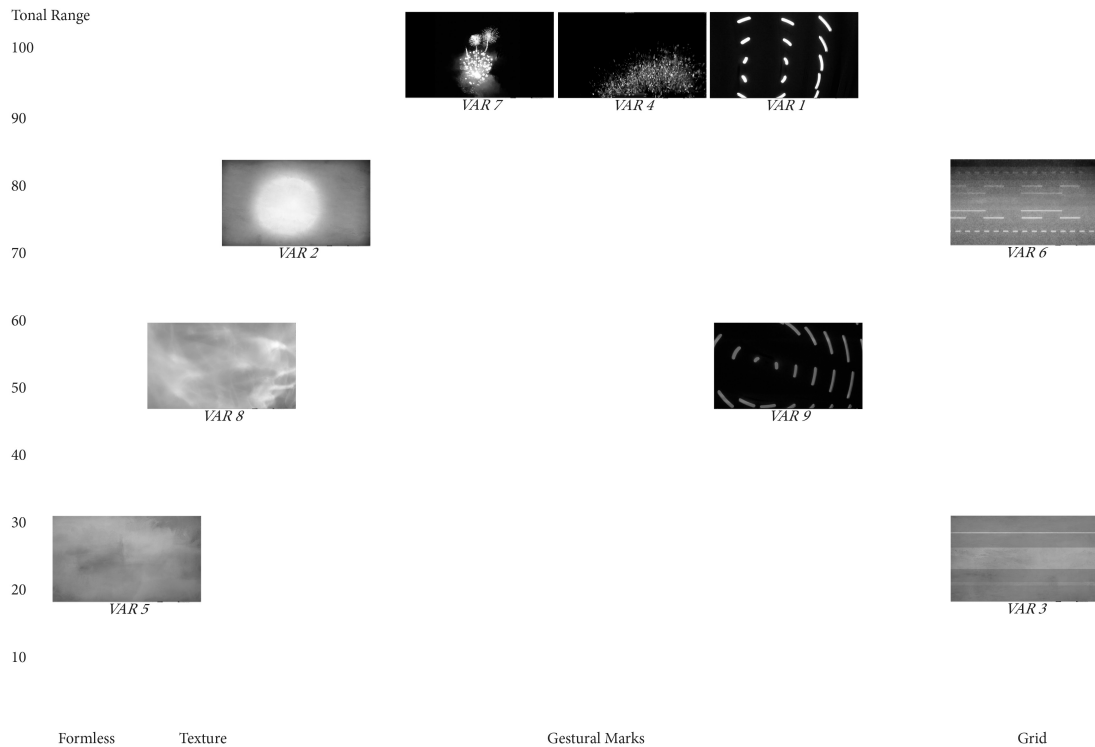 Tonal Range
100
VAR 7 VAR 4 VAR 1
90
80
70
VAR 2 VAR 6
60
50
VAR 8 VAR 9
40
30
20
VAR 5 VAR 3
10
Formless Texture Gestural Marks Grid